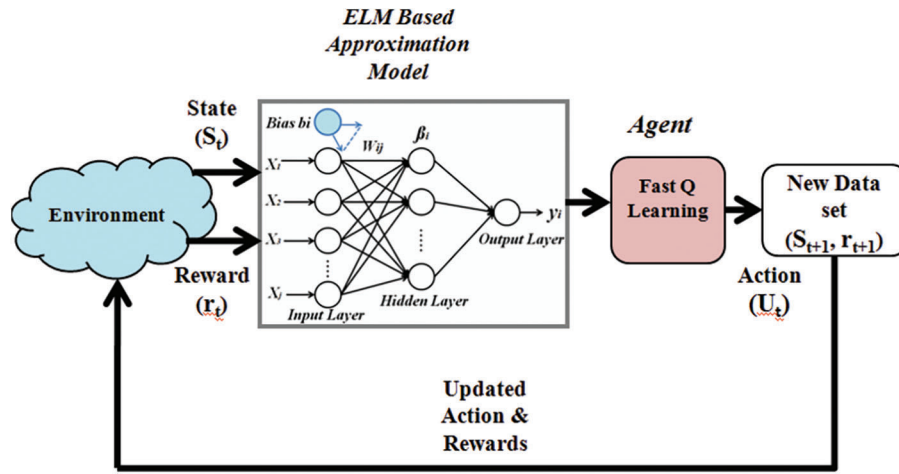 ELM Based
Approximation
Model
State
(St)
Environment
Reward
(rt)
Bias bi
Wij
βi
X1
X2
X3
Xj
yi
Input Layer
Hidden Layer
Output Layer
Agent
Fast Q
Learning
New Data
set
(St+1, rt+1)
Action
(Ut)
Updated
Action &
Rewards